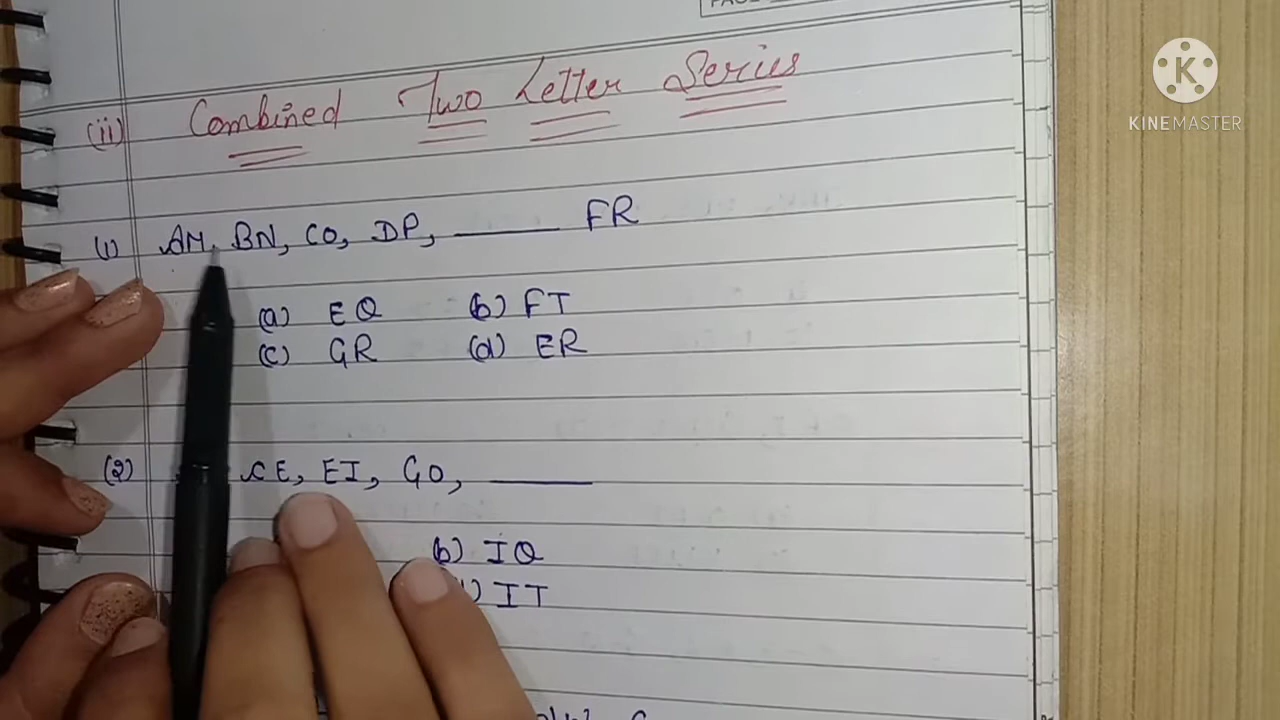 PAGE
KINEMASTER
(ii) Combined Two Letter Series
(1) AM, BN, CO, DP, ______ FR
(a) EQ (b) FT
(c) GR (d) ER
(2) CE, EI, GO, ______
(b) IQ
) IT